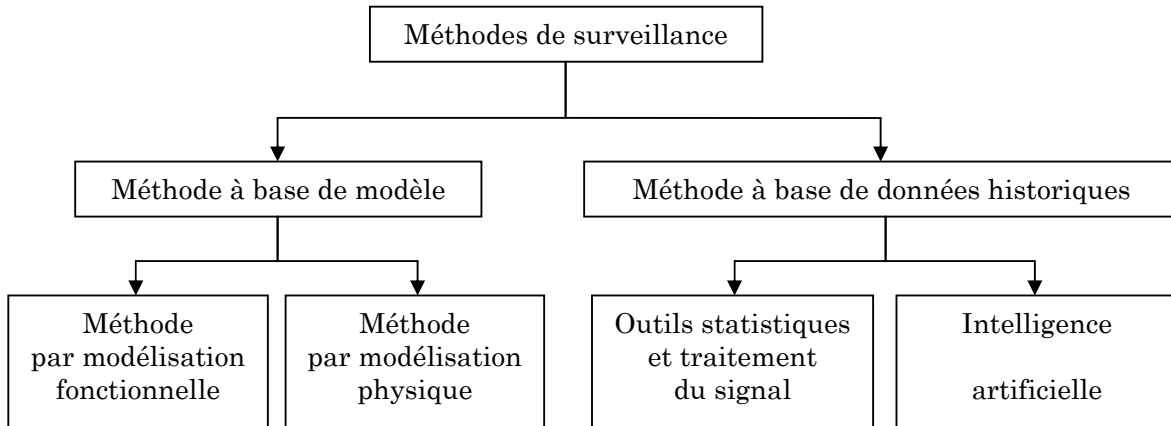 Méthodes de surveillance
Méthode à base de modèle
Méthode à base de données historiques
Méthode
par modélisation
fonctionnelle
Méthode
par modélisation
physique
Outils statistiques
et traitement
du signal
Intelligence
artificielle